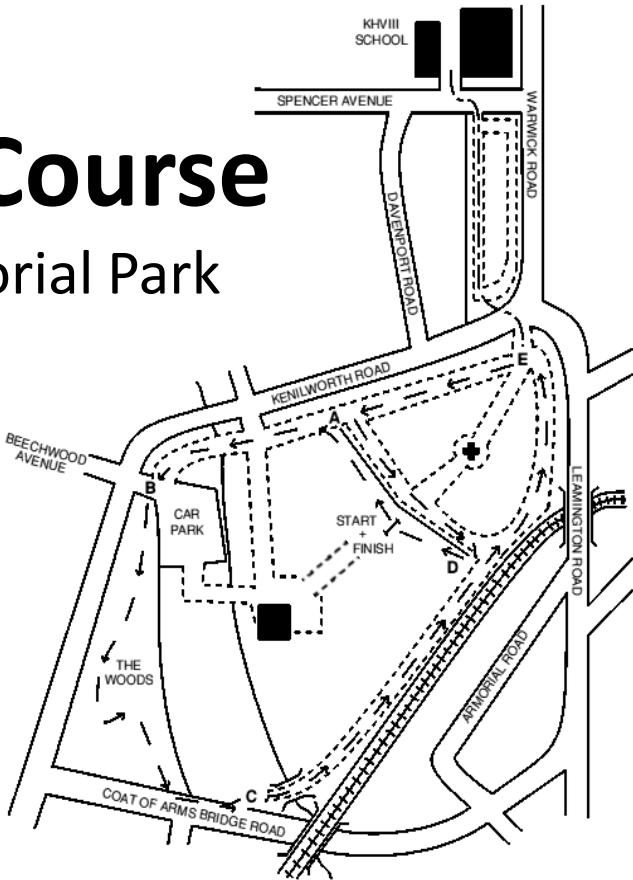 KHVIII
SCHOOL
SPENCER AVENUE
WARWICK ROAD
Course
orial Park
DAVENPORT ROAD
E
KENILWORTH ROAD
A
BEECHWOOD
AVENUE
B
CAR
PARK
START
+
FINISH
LEAMINGTON ROAD
D
THE
WOODS
ARMORIAL ROAD
C
COAT OF ARMS BRIDGE ROAD